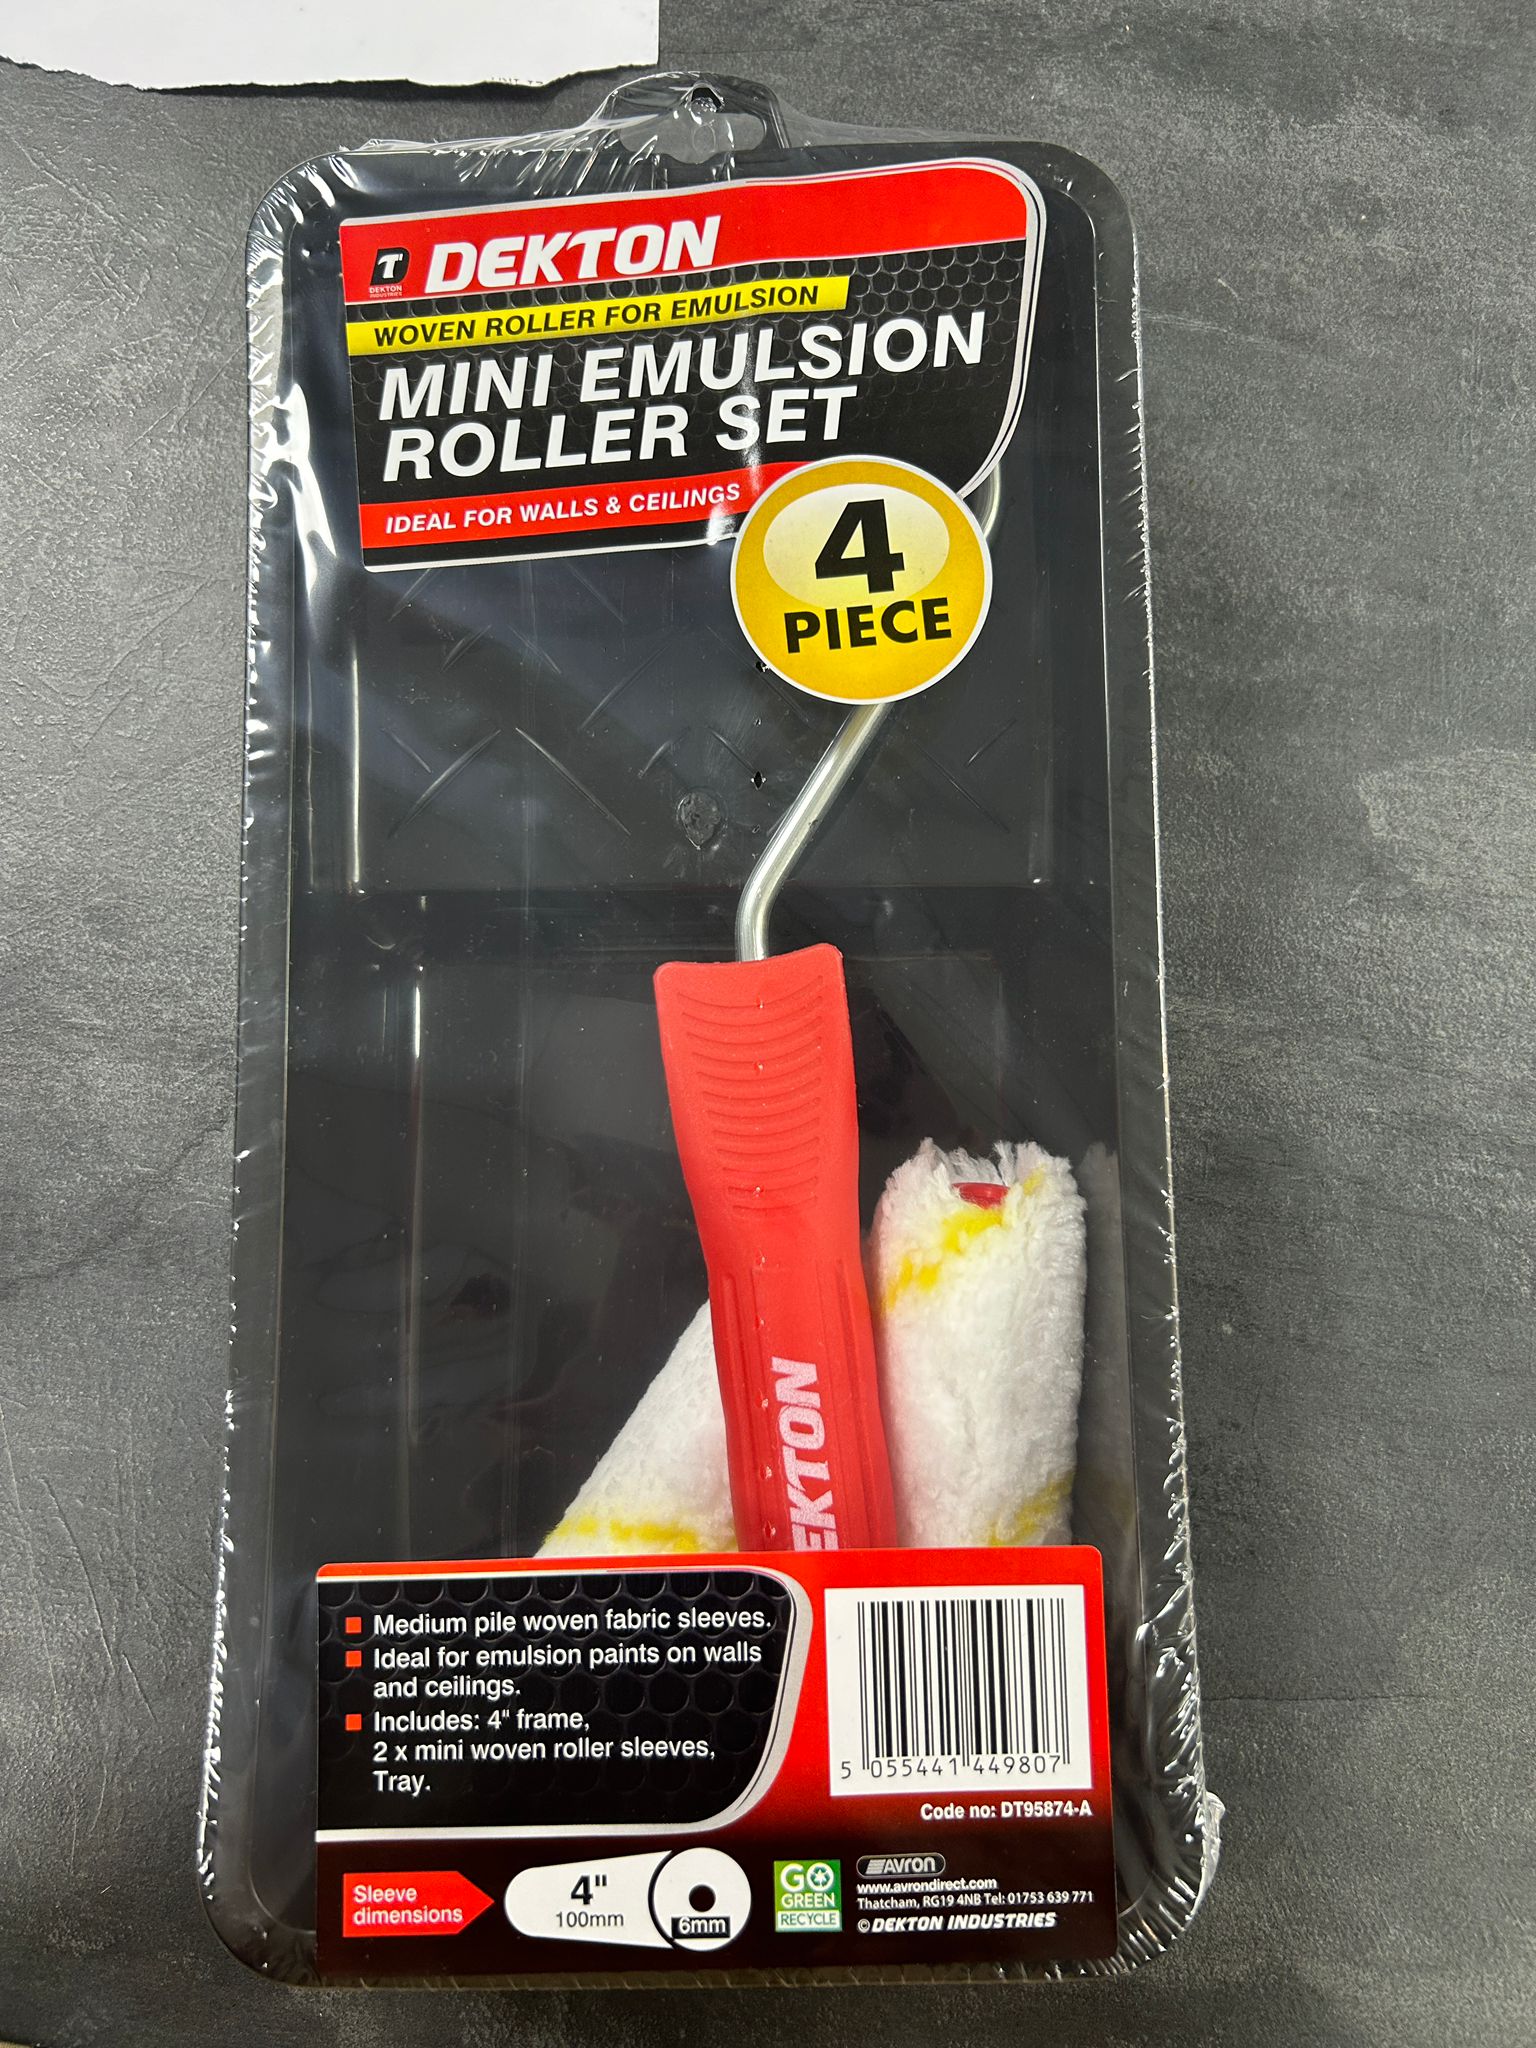 DEKTON
DEKTON
INDUSTRIES
WOVEN ROLLER FOR EMULSION
MINI EMULSION
ROLLER SET
IDEAL FOR WALLS & CEILINGS
4
PIECE
EKTON
Medium pile woven fabric sleeves.
Ideal for emulsion paints on walls
and ceilings.
Includes: 4" frame,
2 x mini woven roller sleeves,
Tray.
5 055441 449807
Code no: DT95874-A
Sleeve
dimensions
4"
100mm
6mm
GO
GREEN
RECYCLE
AVRON
www.avrondirect.com
Thatcham, RG19 4NB Tel: 01753 639 771
© DEKTON INDUSTRIES